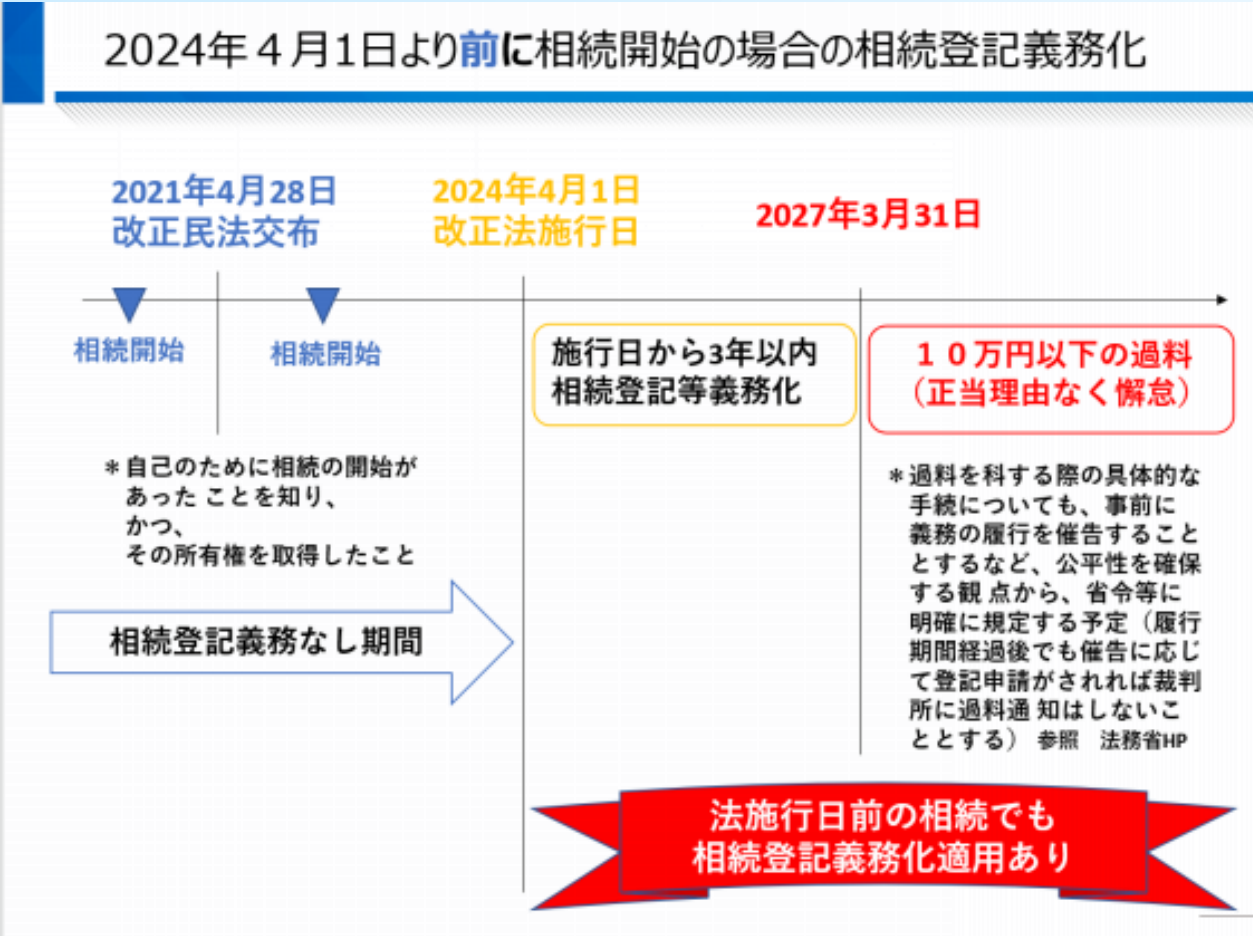 2024年４月1日より前に相続開始の場合の相続登記義務化
2021年4月28日
改正民法交布
2024年4月1日
改正法施行日
2027年3月31日
相続開始
相続開始
施行日から3年以内
相続登記等義務化
１０万円以下の過料
（正当理由なく懈怠）
＊自己のために相続の開始が
あった ことを知り、
かつ、
その所有権を取得したこと
相続登記義務なし期間
＊過料を科する際の具体的な
手続についても、事前に
義務の履行を催告すること
とするなど、公平性を確保
する観 点から、省令等に
明確に規定する予定（履行
期間経過後でも催告に応じ
て登記申請がされれば裁判
所に過料通 知はしないこ
ととする） 参照　法務省HP
法施行日前の相続でも
相続登記義務化適用あり